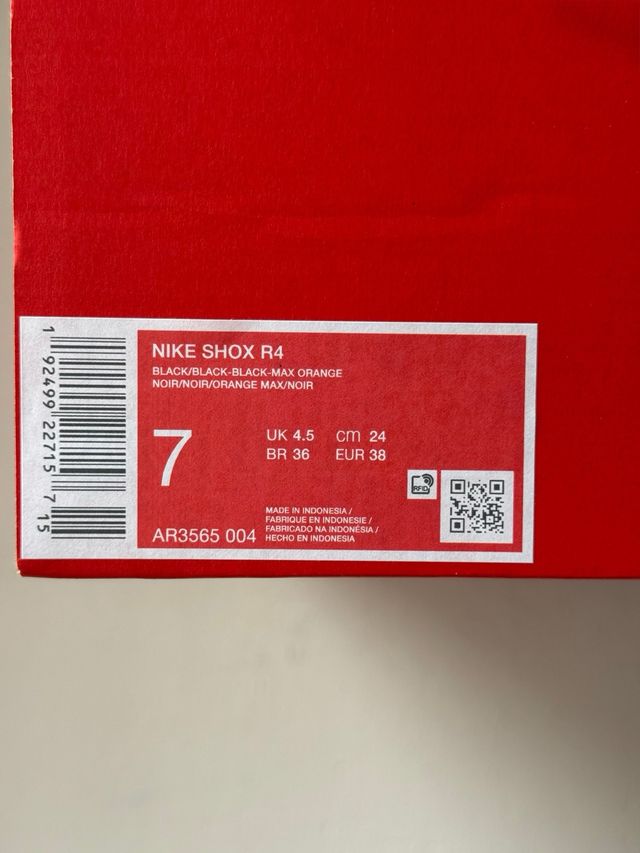 1 92499 22715 7 15
NIKE SHOX R4
BLACK/BLACK-BLACK-MAX ORANGE
NOIR/NOIR/ORANGE MAX/NOIR
7
UK 4.5 cm 24
BR 36 EUR 38
RFID
AR3565 004
MADE IN INDONESIA /
FABRIQUE EN INDONESIE /
FABRICADO NA INDONÉSIA /
HECHO EN INDONESIA